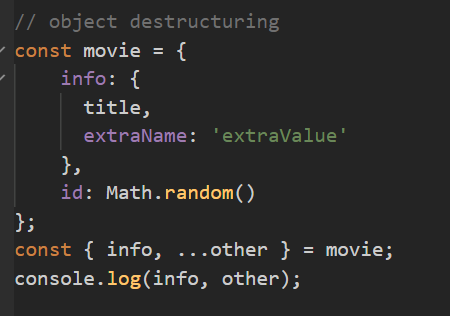 // object destructuring
const movie = {
    info: {
      title,
      extraName: 'extraValue'
    },
    id: Math.random()
};
const { info, ...other } = movie;
console.log(info, other);